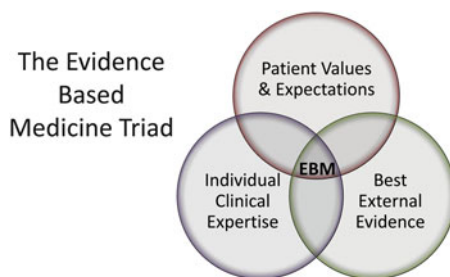 The Evidence
Based
Medicine Triad
Patient Values
& Expectations
EBM
Individual
Clinical
Expertise
Best
External
Evidence